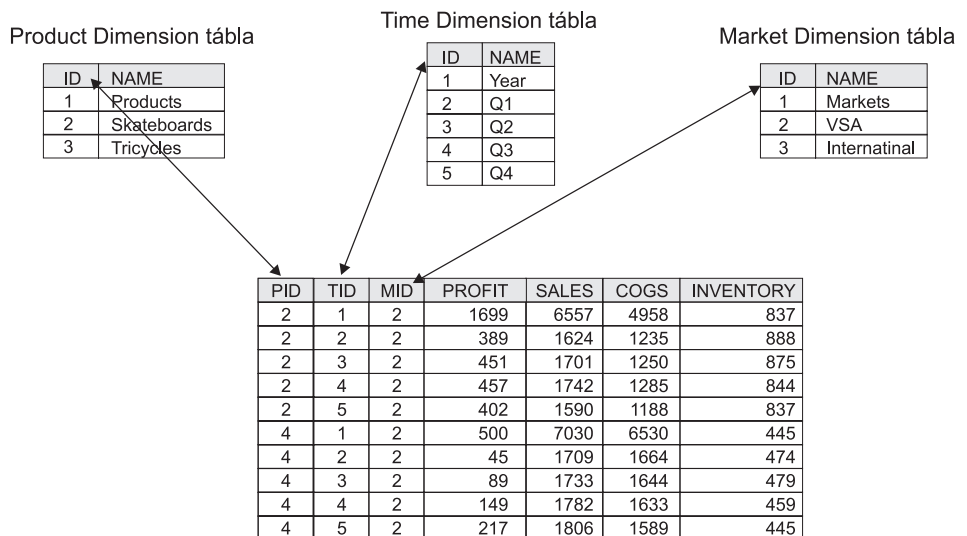 Product Dimension tábla
ID NAME
1 Products
2 Skateboards
3 Tricycles
Time Dimension tábla
ID NAME
1 Year
2 Q1
3 Q2
4 Q3
5 Q4
Market Dimension tábla
ID NAME
1 Markets
2 VSA
3 Internatinal
PID TID MID PROFIT SALES COGS INVENTORY
2 1 2 1699 6557 4958 837
2 2 2 389 1624 1235 888
2 3 2 451 1701 1250 875
2 4 2 457 1742 1285 844
2 5 2 402 1590 1188 837
4 1 2 500 7030 6530 445
4 2 2 45 1709 1664 474
4 3 2 89 1733 1644 479
4 4 2 149 1782 1633 459
4 5 2 217 1806 1589 445